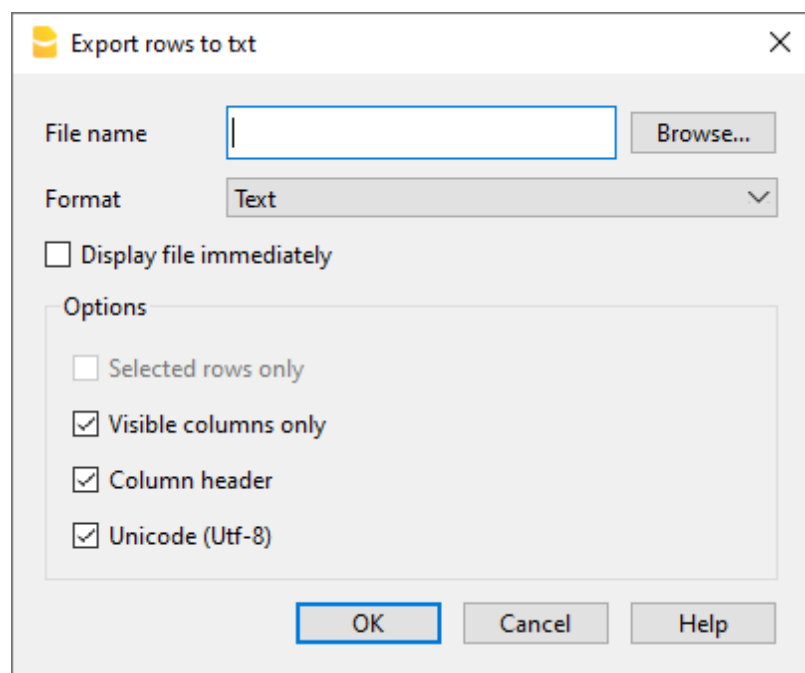 Export rows to txt
File name
Browse...
Format
Text
Display file immediately
Options
Selected rows only
Visible columns only
Column header
Unicode (Utf-8)
OK
Cancel
Help